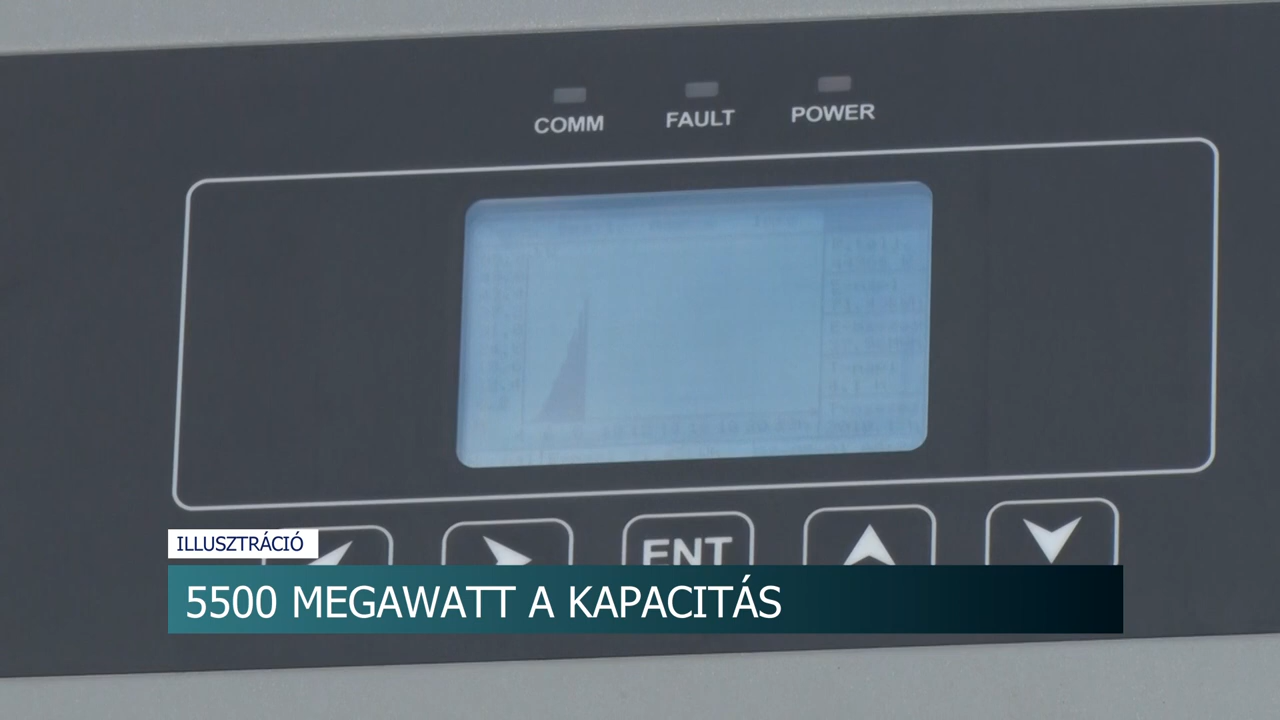 COMM FAULT POWER
ENT
ILLUSZTRÁCIÓ
5500 MEGAWATT A KAPACITÁS